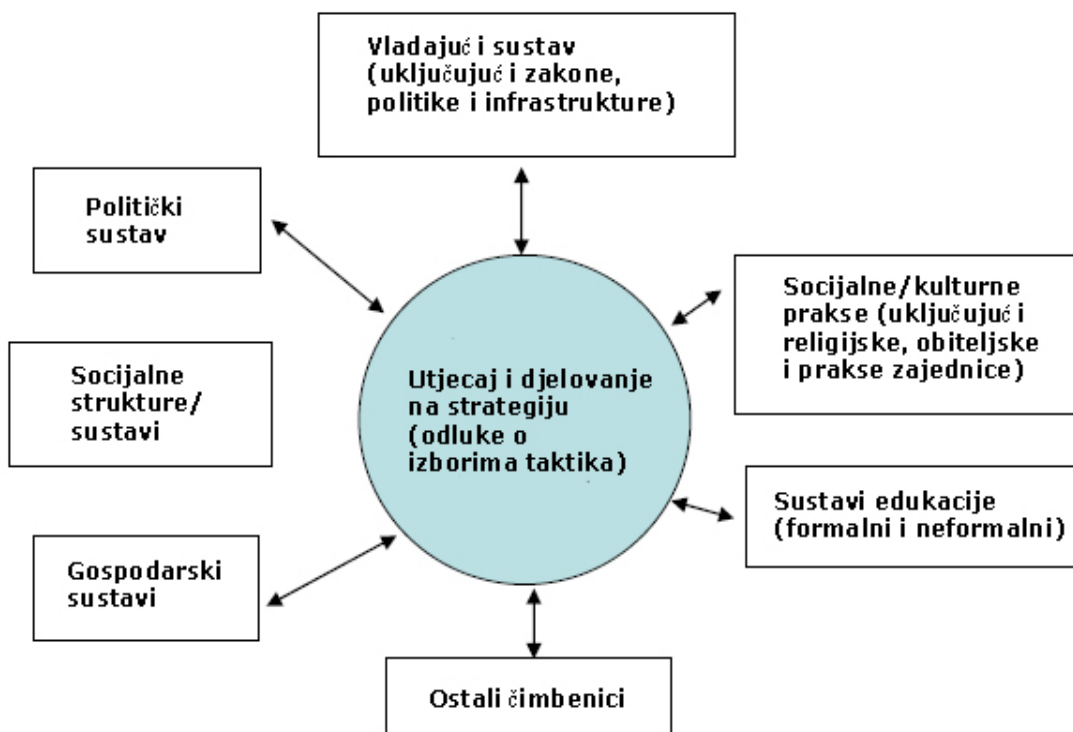 Vladajući sustav
(uključujući zakone,
politike i infrastrukture)
Politički
sustav
Socijalne/kulturne
prakse (uključujući
religijske, obiteljske
i prakse zajednice)
Socijalne
strukture/
sustavi
Utjecaj i djelovanje
na strategiju
(odluke o
izborima taktika)
Sustavi edukacije
(formalni i neformalni)
Gospodarski
sustavi
Ostali čimbenici